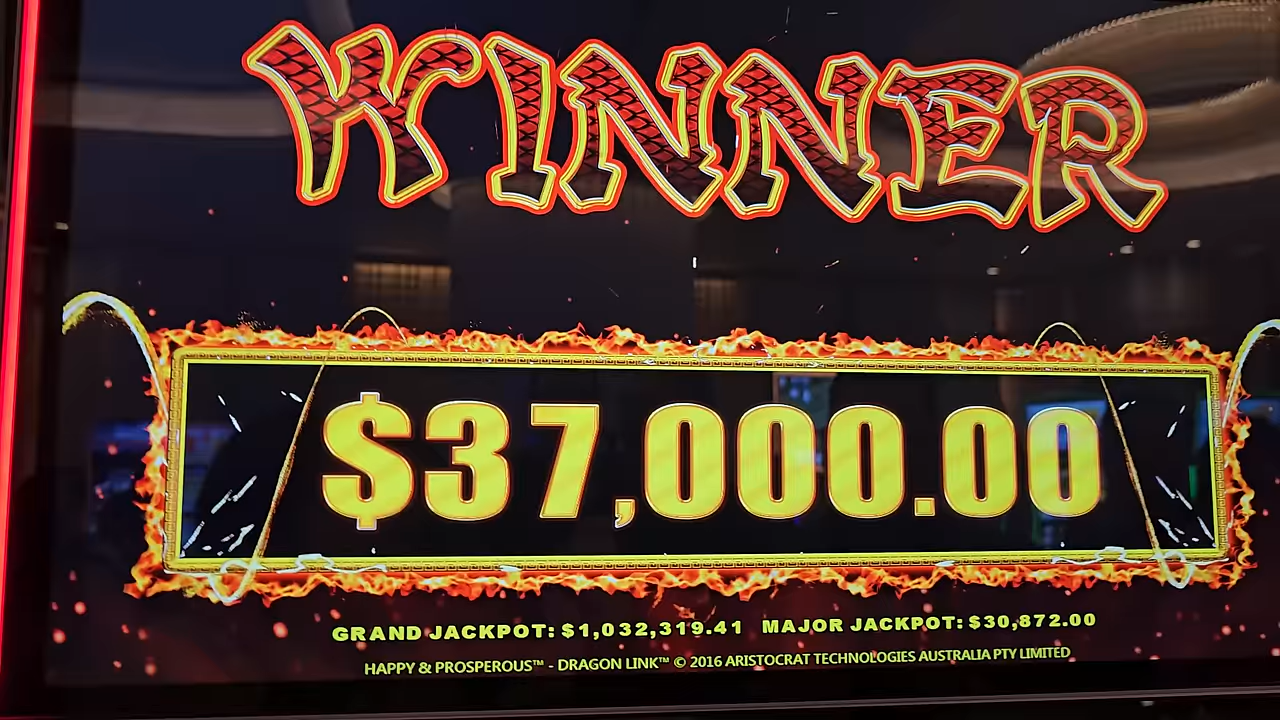 WINNER
$37,000.00
GRAND JACKPOT: $1,032,319.41 MAJOR JACKPOT: $30,872.00
HAPPY & PROSPEROUS™ - DRAGON LINK™ © 2016 ARISTOCRAT TECHNOLOGIES AUSTRALIA PTY LIMITED